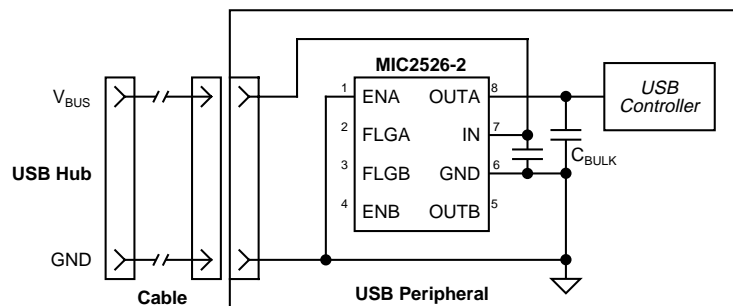 MIC2526-2
V_BUS
USB Hub
GND
Cable
1 ENA OUTA 8
2 FLGA IN 7
3 FLGB GND 6
4 ENB OUTB 5
C_BULK
USB
Controller
USB Peripheral